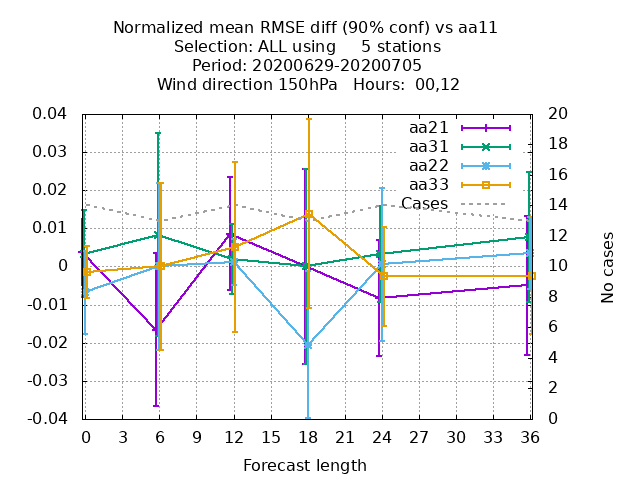 Normalized mean RMSE diff (90% conf) vs aa11
Selection: ALL using     5 stations
Period: 20200629-20200705
Wind direction 150hPa   Hours:  00,12
0.04
0.03
0.02
0.01
0
-0.01
-0.02
-0.03
-0.04
aa21
aa31
aa22
aa33
Cases
20
18
16
14
12
10
8
6
4
2
0
No cases
0 3 6 9 12 15 18 21 24 27 30 33 36
Forecast length